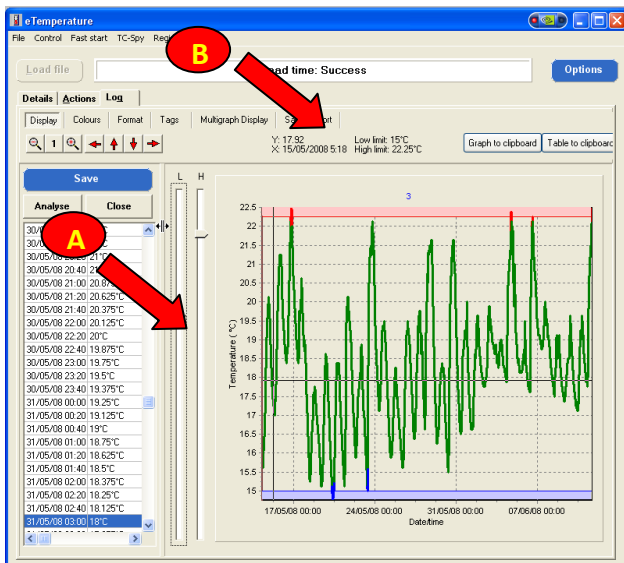 eTemperature
File Control Fast start TC-Spy
B
Load file
ad time: Success
Options
Details Actions Log
Display Colours Format Tags Multigraph Display
1
Y: 17.92 Low limit: 15°C
X: 15/05/2008 5:18 High limit: 22.25°C
Graph to clipboard Table to clipboard
Save
L H
Analyse Close
A
3
30/05/08 20:40 21°
30/05/08 21:00 20.87
30/05/08 21:20 20.625°C
30/05/08 21:40 20.375°C
30/05/08 22:00 20.125°C
30/05/08 22:20 20°C
30/05/08 22:40 19.875°C
30/05/08 23:00 19.75°C
30/05/08 23:20 19.5°C
30/05/08 23:40 19.375°C
31/05/08 00:00 19.25°C
31/05/08 00:20 19.125°C
31/05/08 00:40 19°C
31/05/08 01:00 18.75°C
31/05/08 01:20 18.625°C
31/05/08 01:40 18.5°C
31/05/08 02:00 18.375°C
31/05/08 02:20 18.25°C
31/05/08 02:40 18.125°C
31/05/08 03:00 18°C
Temperature (°C)
22.5
22
21.5
21
20.5
20
19.5
19
18.5
18
17.5
17
16.5
16
15.5
15
17/05/08 00:00 24/05/08 00:00 31/05/08 00:00 07/06/08 00:00
Date/time